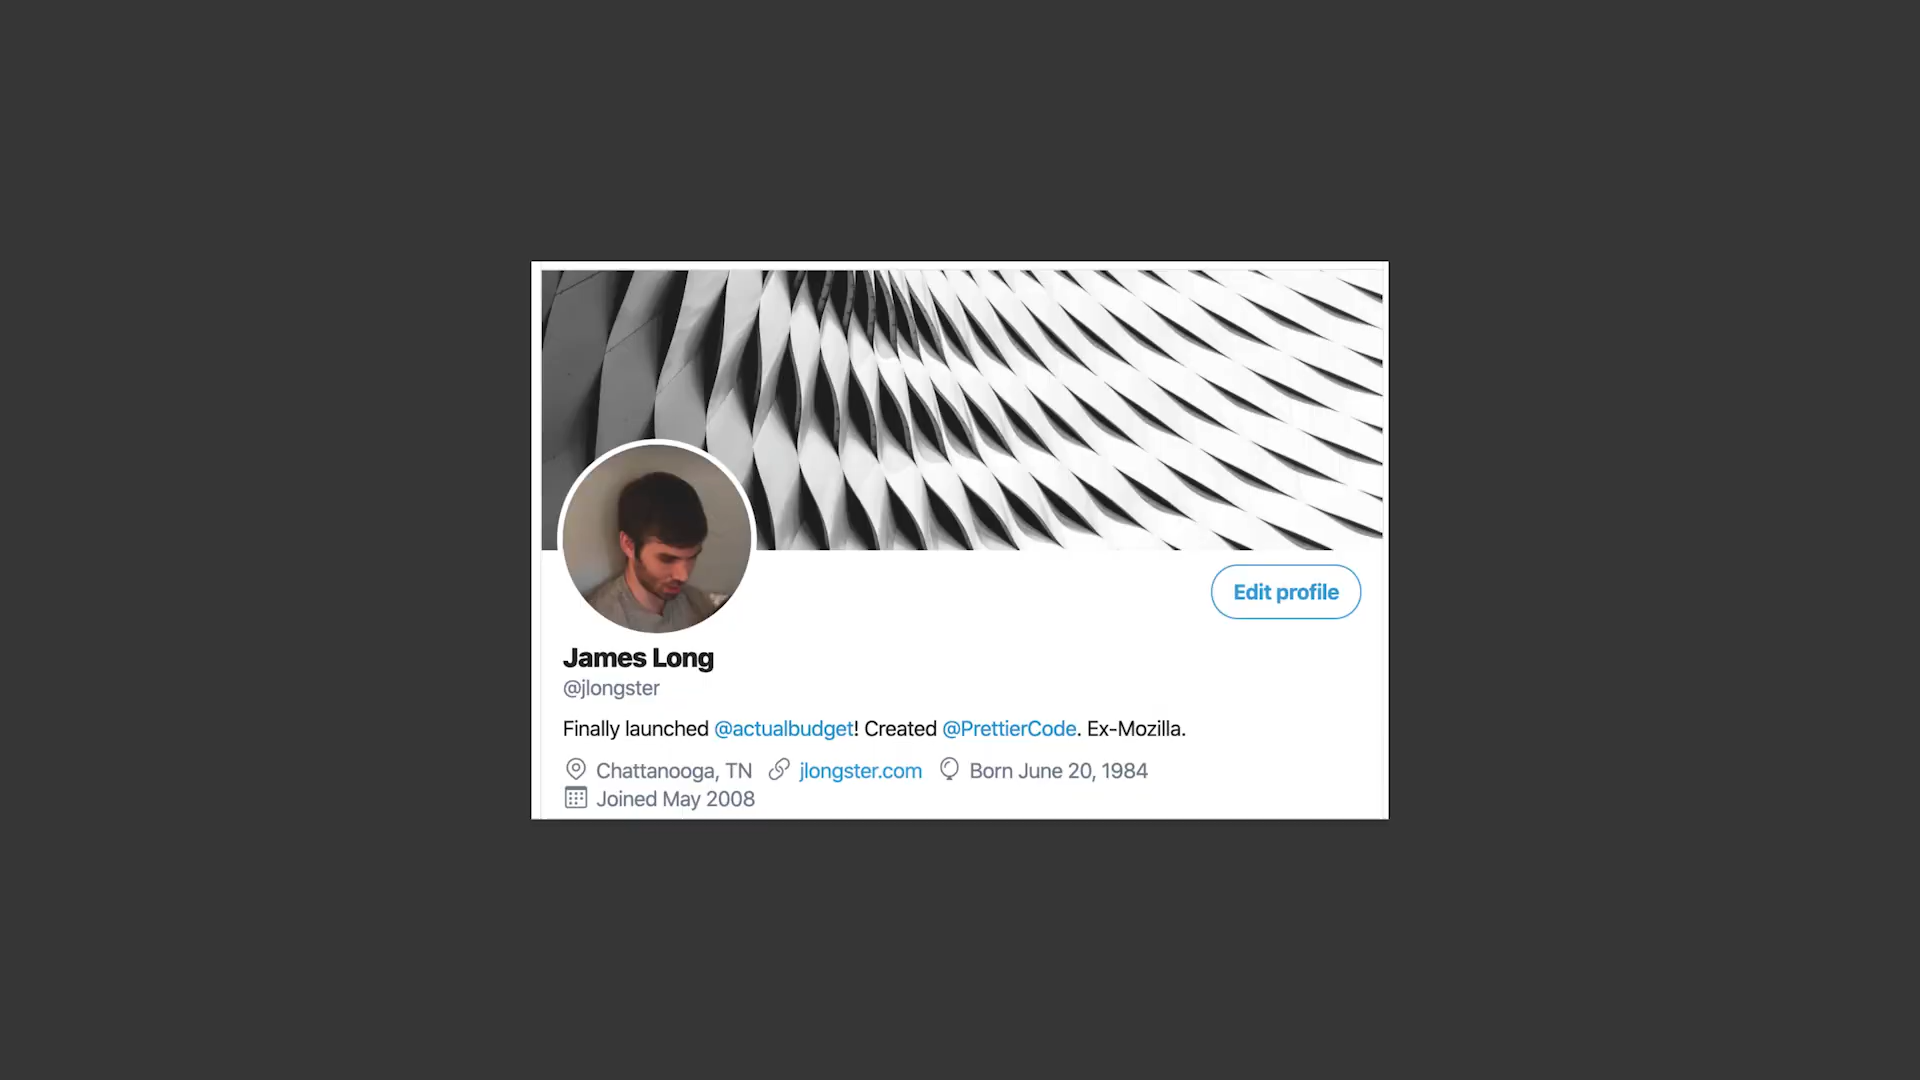 Edit profile
James Long
@jlongster
Finally launched @actualbudget! Created @PrettierCode. Ex-Mozilla.
Chattanooga, TN jlongster.com Born June 20, 1984
Joined May 2008